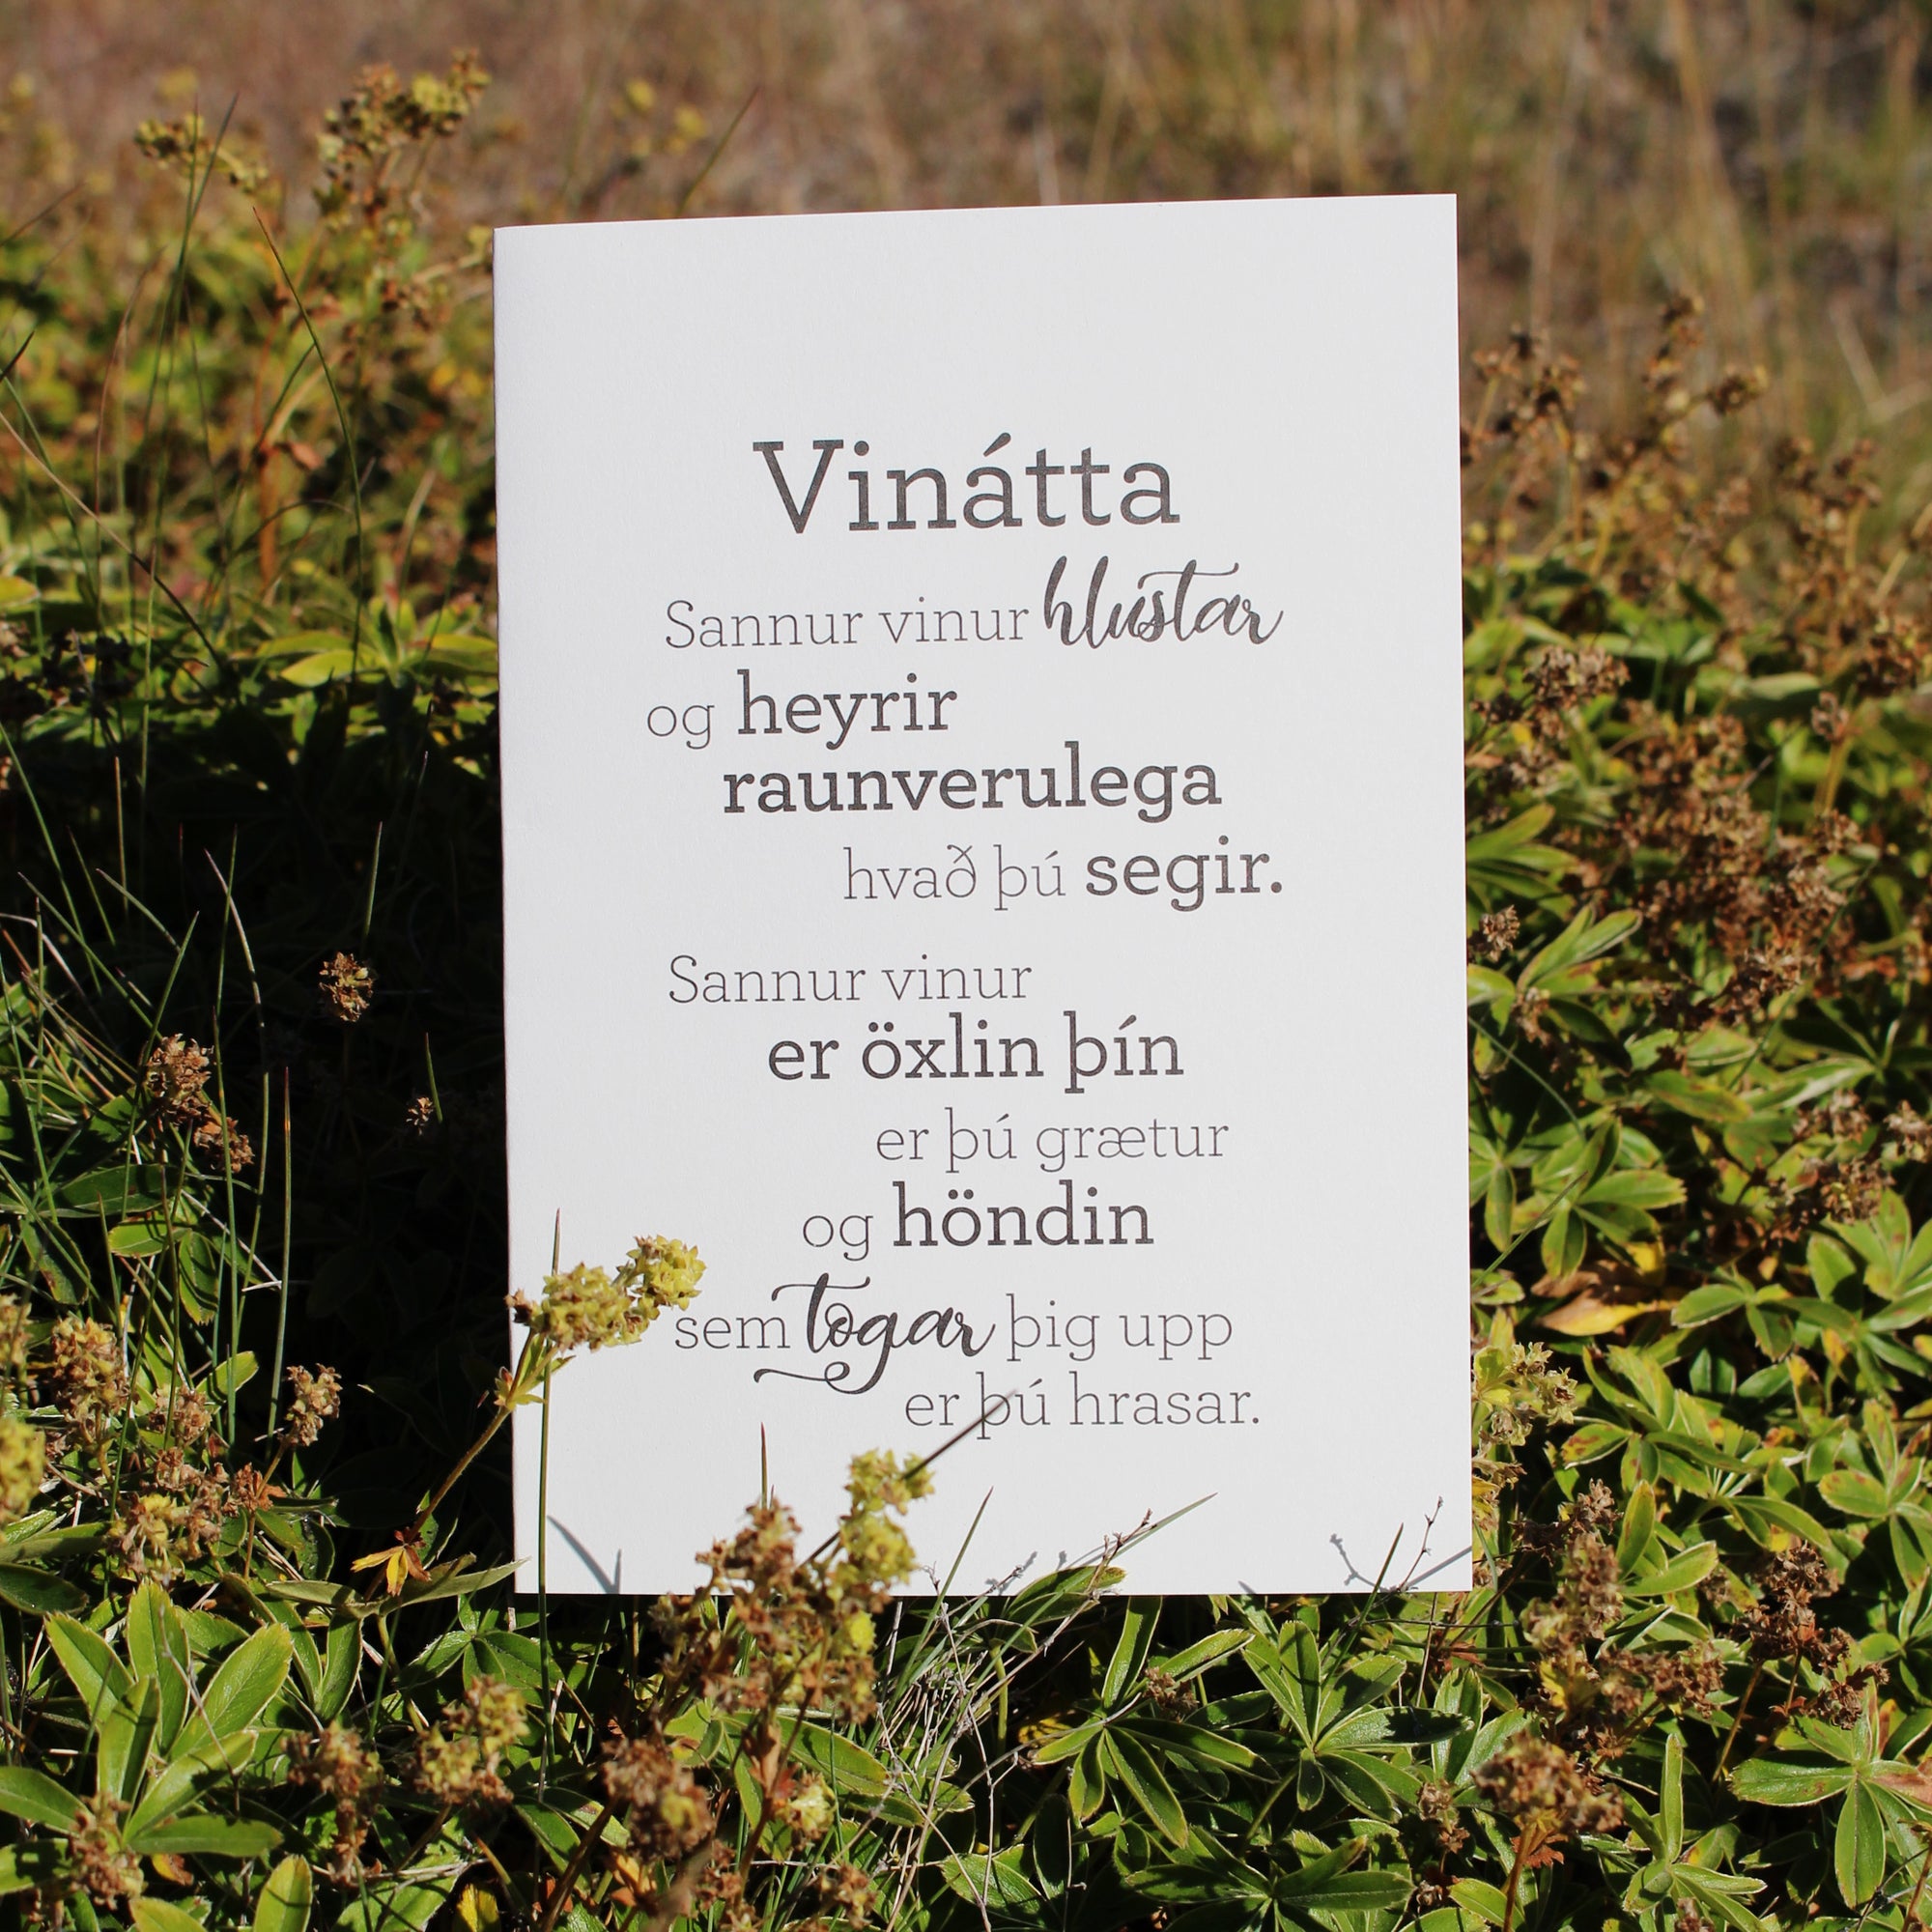 Vinátta
Sannur vinur hlustar
og heyrir
raunverulega
hvað þú segir.
Sannur vinur
er öxlin þín
er þú grætur
og höndin
sem togar þig upp
er þú hrasar.